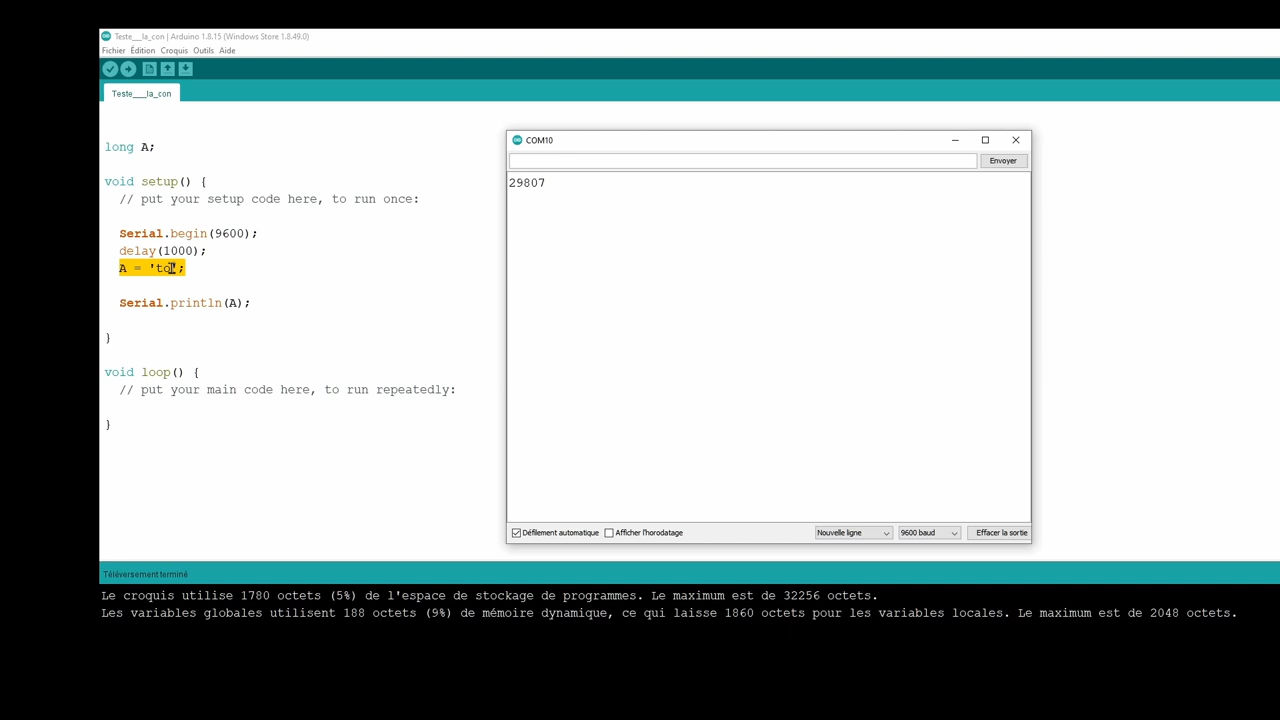 Teste__la_con | Arduino 1.8.15 (Windows Store 1.8.49.0)
Fichier Édition Croquis Outils Aide
Teste___la_con
long A;
void setup() {
// put your setup code here, to run once:
Serial.begin(9600);
delay(1000);
A = 'to';
Serial.println(A);
}
void loop() {
// put your main code here, to run repeatedly:
}
COM10
Envoyer
29807
Défilement automatique Afficher l'horodatage Nouvelle ligne 9600 baud Effacer la sortie
Téléversement terminé
Le croquis utilise 1780 octets (5%) de l'espace de stockage de programmes. Le maximum est de 32256 octets.
Les variables globales utilisent 188 octets (9%) de mémoire dynamique, ce qui laisse 1860 octets pour les variables locales. Le maximum est de 2048 octets.